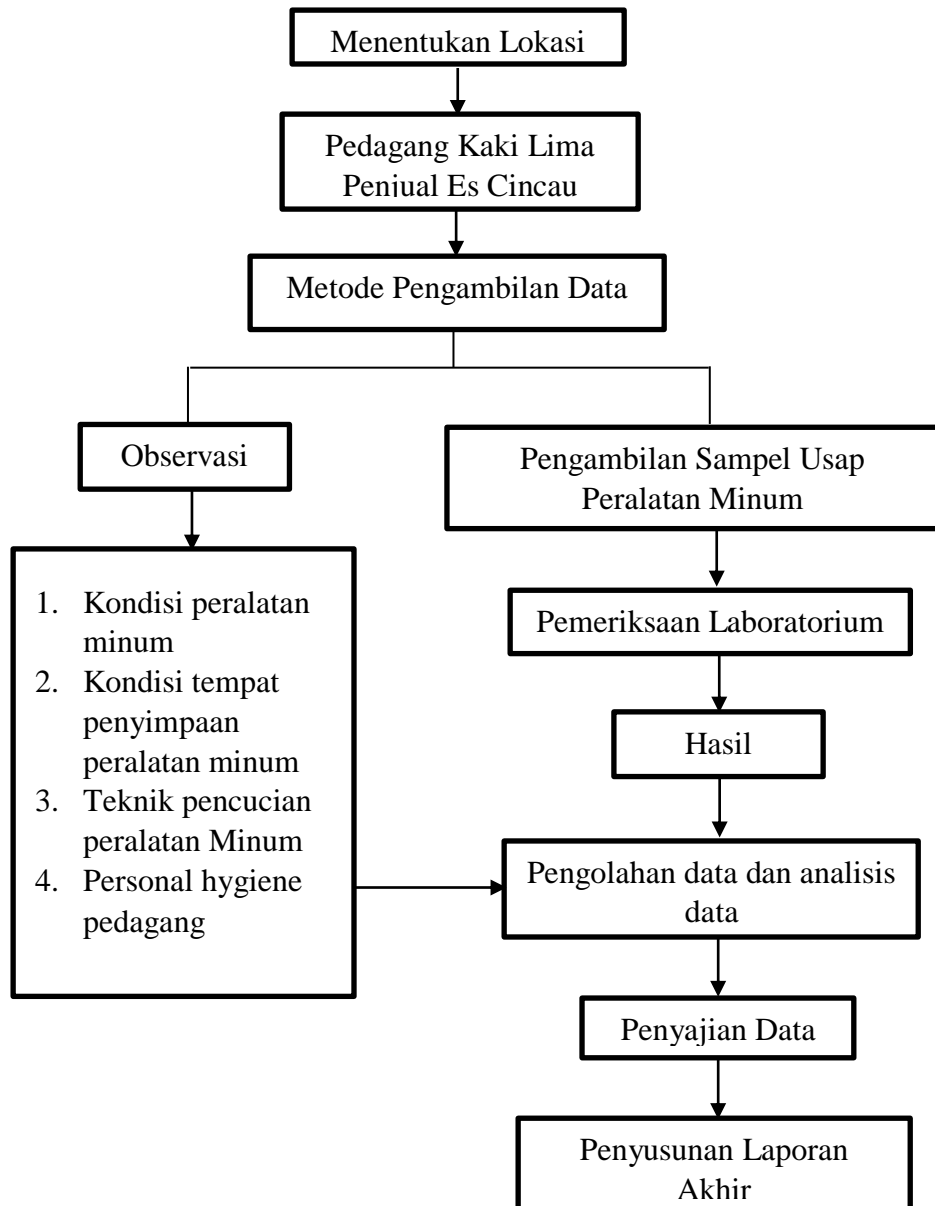 Menentukan Lokasi
Pedagang Kaki Lima
Penjual Es Cincau
Metode Pengambilan Data
Observasi
Pengambilan Sampel Usap
Peralatan Minum
1. Kondisi peralatan
minum
2. Kondisi tempat
penyimpaan
peralatan minum
3. Teknik pencucian
peralatan Minum
4. Personal hygiene
pedagang
Pemeriksaan Laboratorium
Hasil
Pengolahan data dan analisis
data
Penyajian Data
Penyusunan Laporan
Akhir